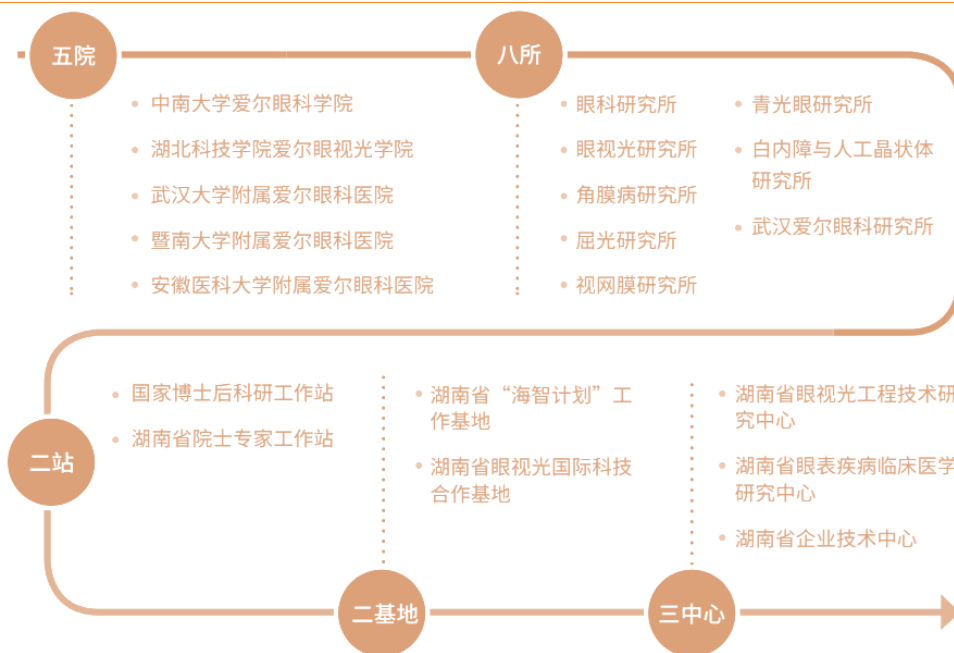 五院
中南大学爱尔眼科学院
湖北科技学院爱尔眼视光学院
武汉大学附属爱尔眼科医院
暨南大学附属爱尔眼科医院
安徽医科大学附属爱尔眼科医院
八所
眼科研究所
眼视光研究所
角膜病研究所
屈光研究所
视网膜研究所
青光眼研究所
白内障与人工晶状体
研究所
武汉爱尔眼科研究所
二站
国家博士后科研工作站
湖南省院士专家工作站
二基地
湖南省“海智计划”工
作基地
湖南省眼视光国际科技
合作基地
三中心
湖南省眼视光工程技术研
究中心
湖南省眼表疾病临床医学
研究中心
湖南省企业技术中心